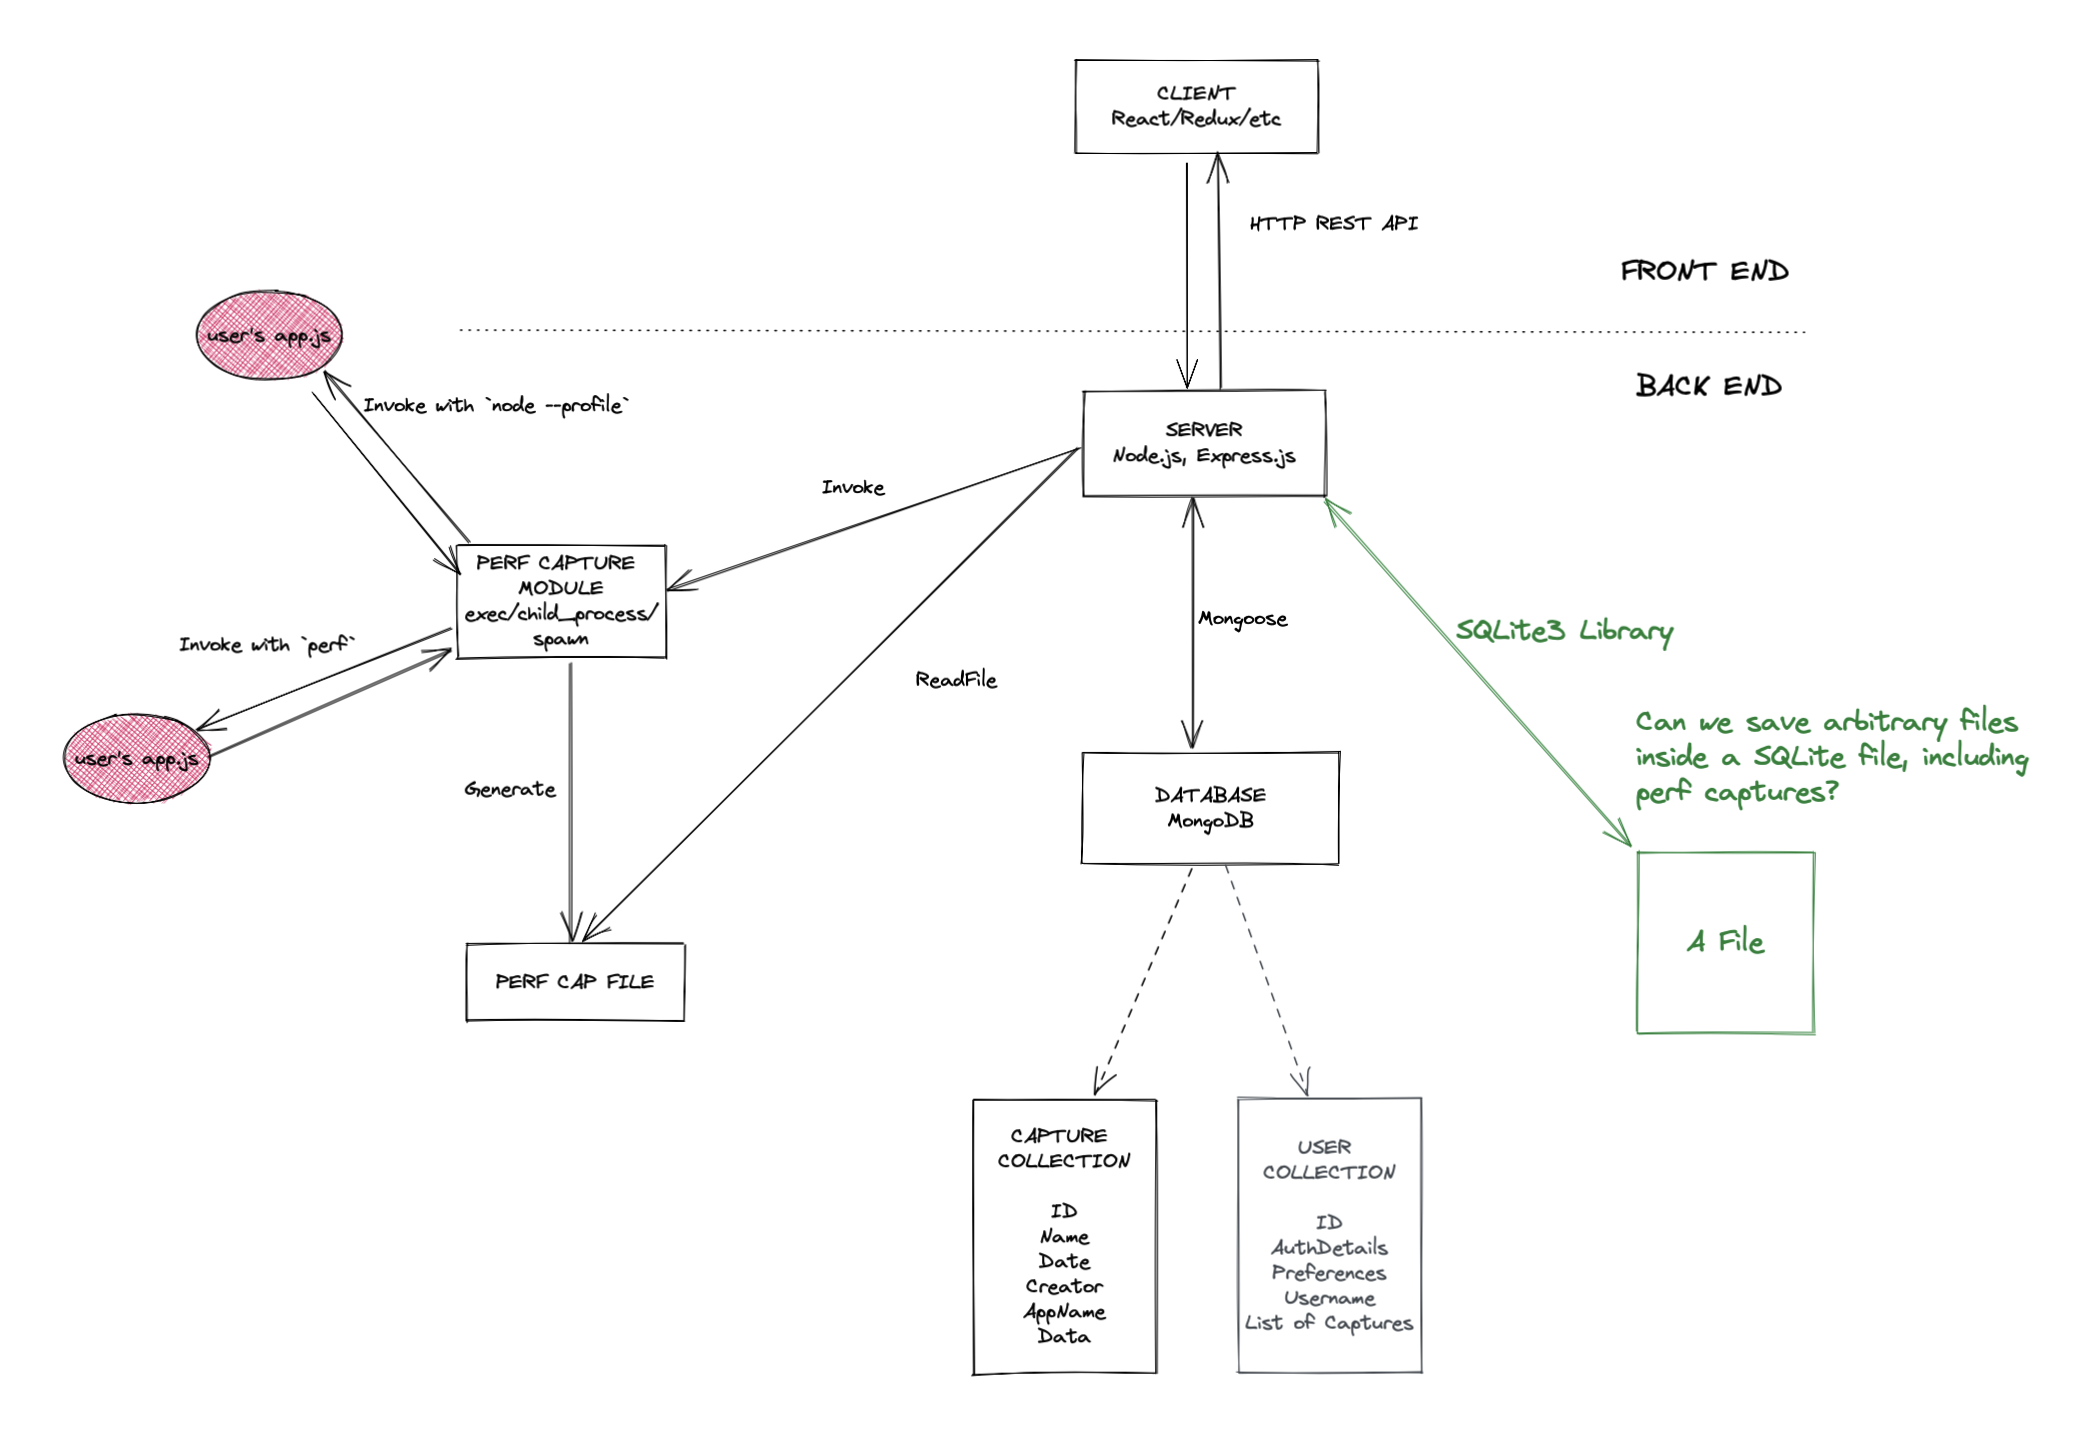 CLIENT
React/Redux/etc
HTTP REST API
FRONT END
user's app.js
BACK END
Invoke with `node --profile`
SERVER
Node.js, Express.js
Invoke
PERF CAPTURE
MODULE
exec/child_process/
spawn
Invoke with `perf`
Mongoose
SQLite3 Library
ReadFile
Can we save arbitrary files
inside a SQLite file, including
perf captures?
user's app.js
Generate
DATABASE
MongoDB
A File
PERF CAP FILE
CAPTURE
COLLECTION
ID
Name
Date
Creator
AppName
Data
USER
COLLECTION
ID
AuthDetails
Preferences
Username
List of Captures